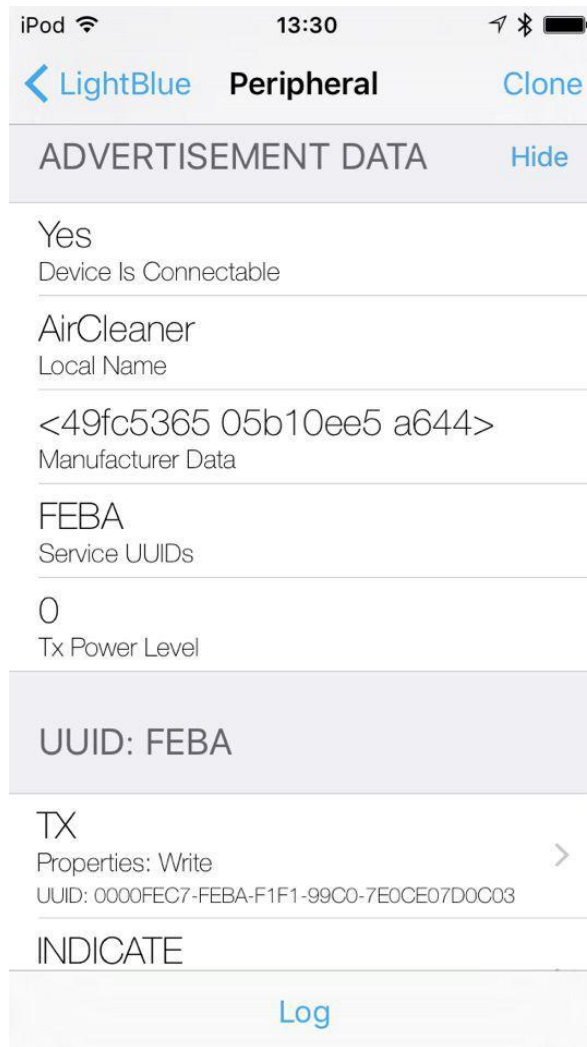 iPod 13:30
LightBlue Peripheral Clone
ADVERTISEMENT DATA Hide
Yes
Device Is Connectable
AirCleaner
Local Name
<49fc5365 05b10ee5 a644>
Manufacturer Data
FEBA
Service UUIDs
0
Tx Power Level
UUID: FEBA
TX
Properties: Write
UUID: 0000FEC7-FEBA-F1F1-99C0-7E0CE07D0C03
INDICATE
Log